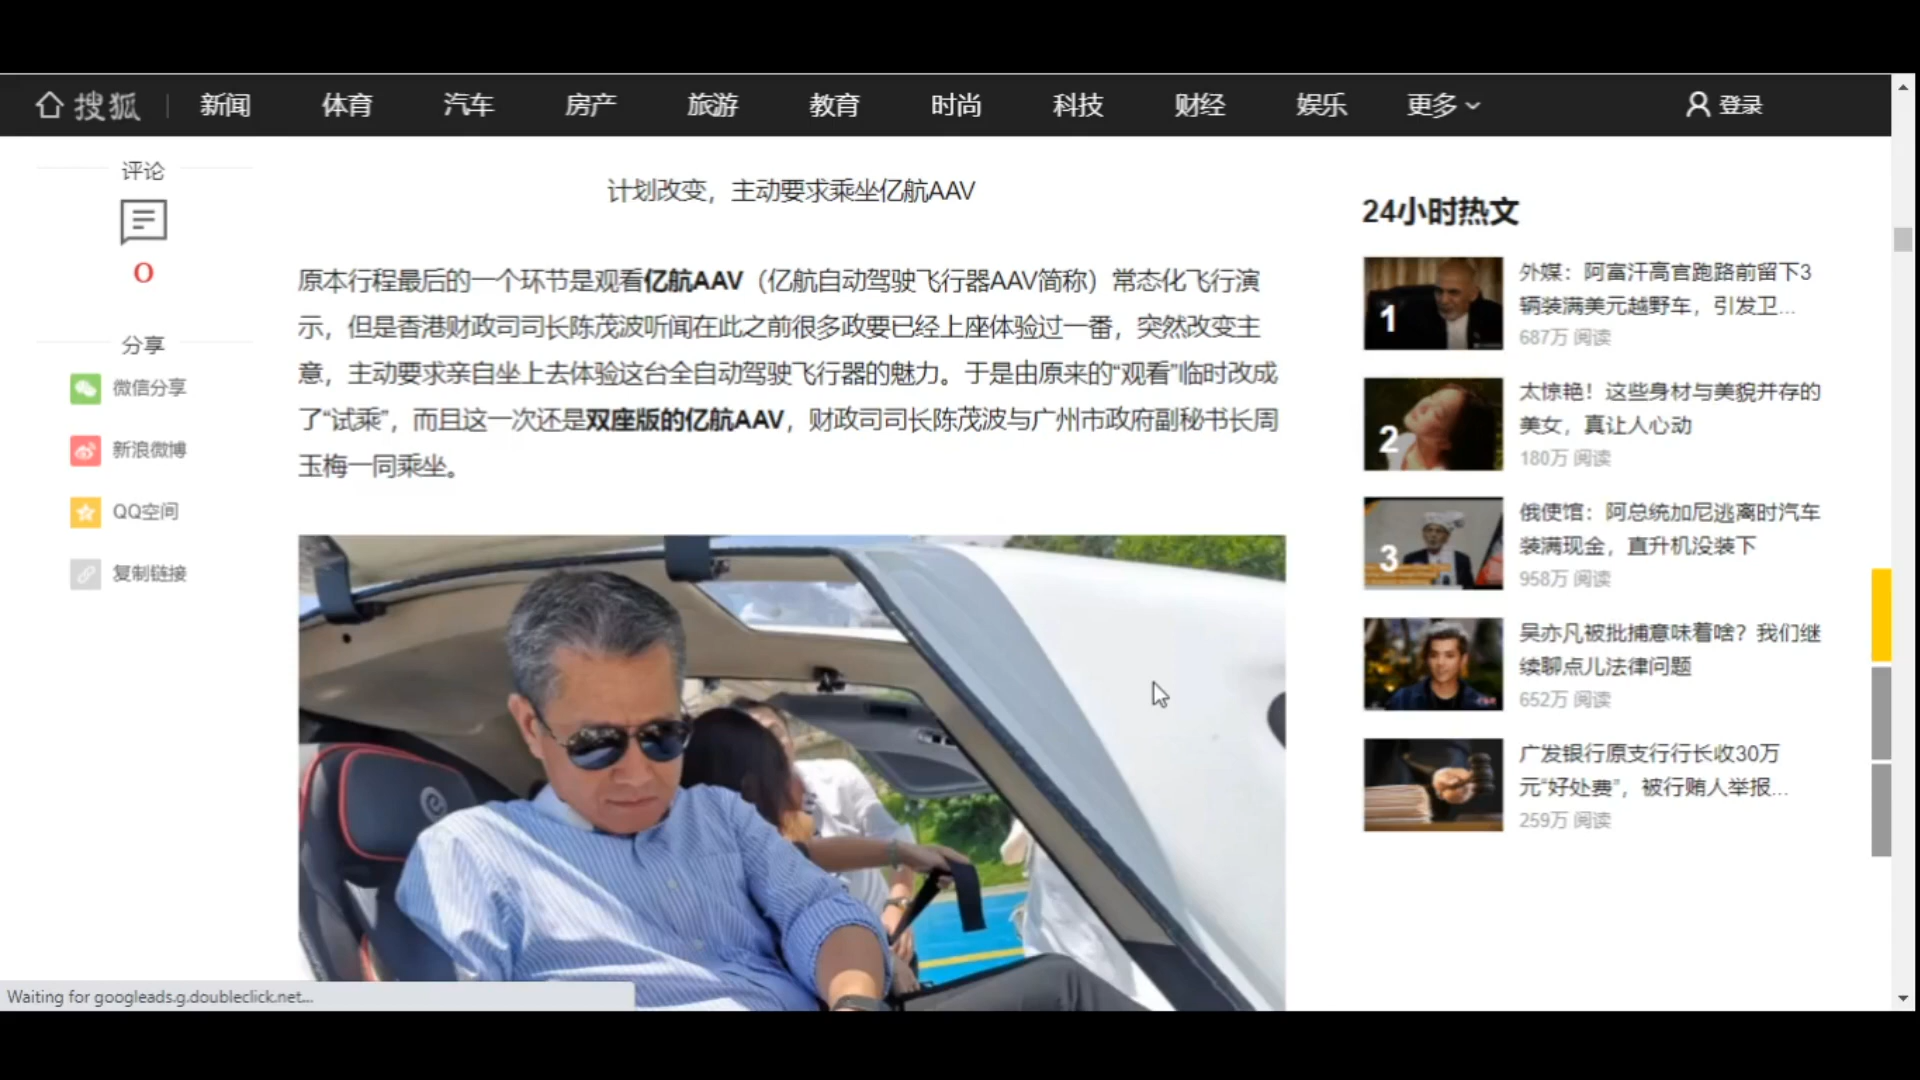 搜狐 新闻 体育 汽车 房产 旅游 教育 时尚 科技 财经 娱乐 更多 登录
评论
0
分享
微信分享
新浪微博
QQ空间
复制链接
计划改变，主动要求乘坐亿航AAV
原本行程最后的一个环节是观看亿航AAV（亿航自动驾驶飞行器AAV简称）常态化飞行演
示，但是香港财政司司长陈茂波听闻在此之前很多政要已经上座体验过一番，突然改变主
意，主动要求亲自坐上去体验这台全自动驾驶飞行器的魅力。于是由原来的“观看”临时改成
了“试乘”，而且这一次还是双座版的亿航AAV，财政司司长陈茂波与广州市政府副秘书长周
玉梅一同乘坐。
24小时热文
1
外媒：阿富汗高官跑路前留下3
辆装满美元越野车，引发卫...
687万 阅读
2
太惊艳！这些身材与美貌并存的
美女，真让人心动
180万 阅读
3
俄使馆：阿总统加尼逃离时汽车
装满现金，直升机没装下
958万 阅读
吴亦凡被批捕意味着啥？我们继
续聊点儿法律问题
652万 阅读
广发银行原支行行长收30万
元“好处费”，被行贿人举报...
259万 阅读
Waiting for googleads.g.doubleclick.net...